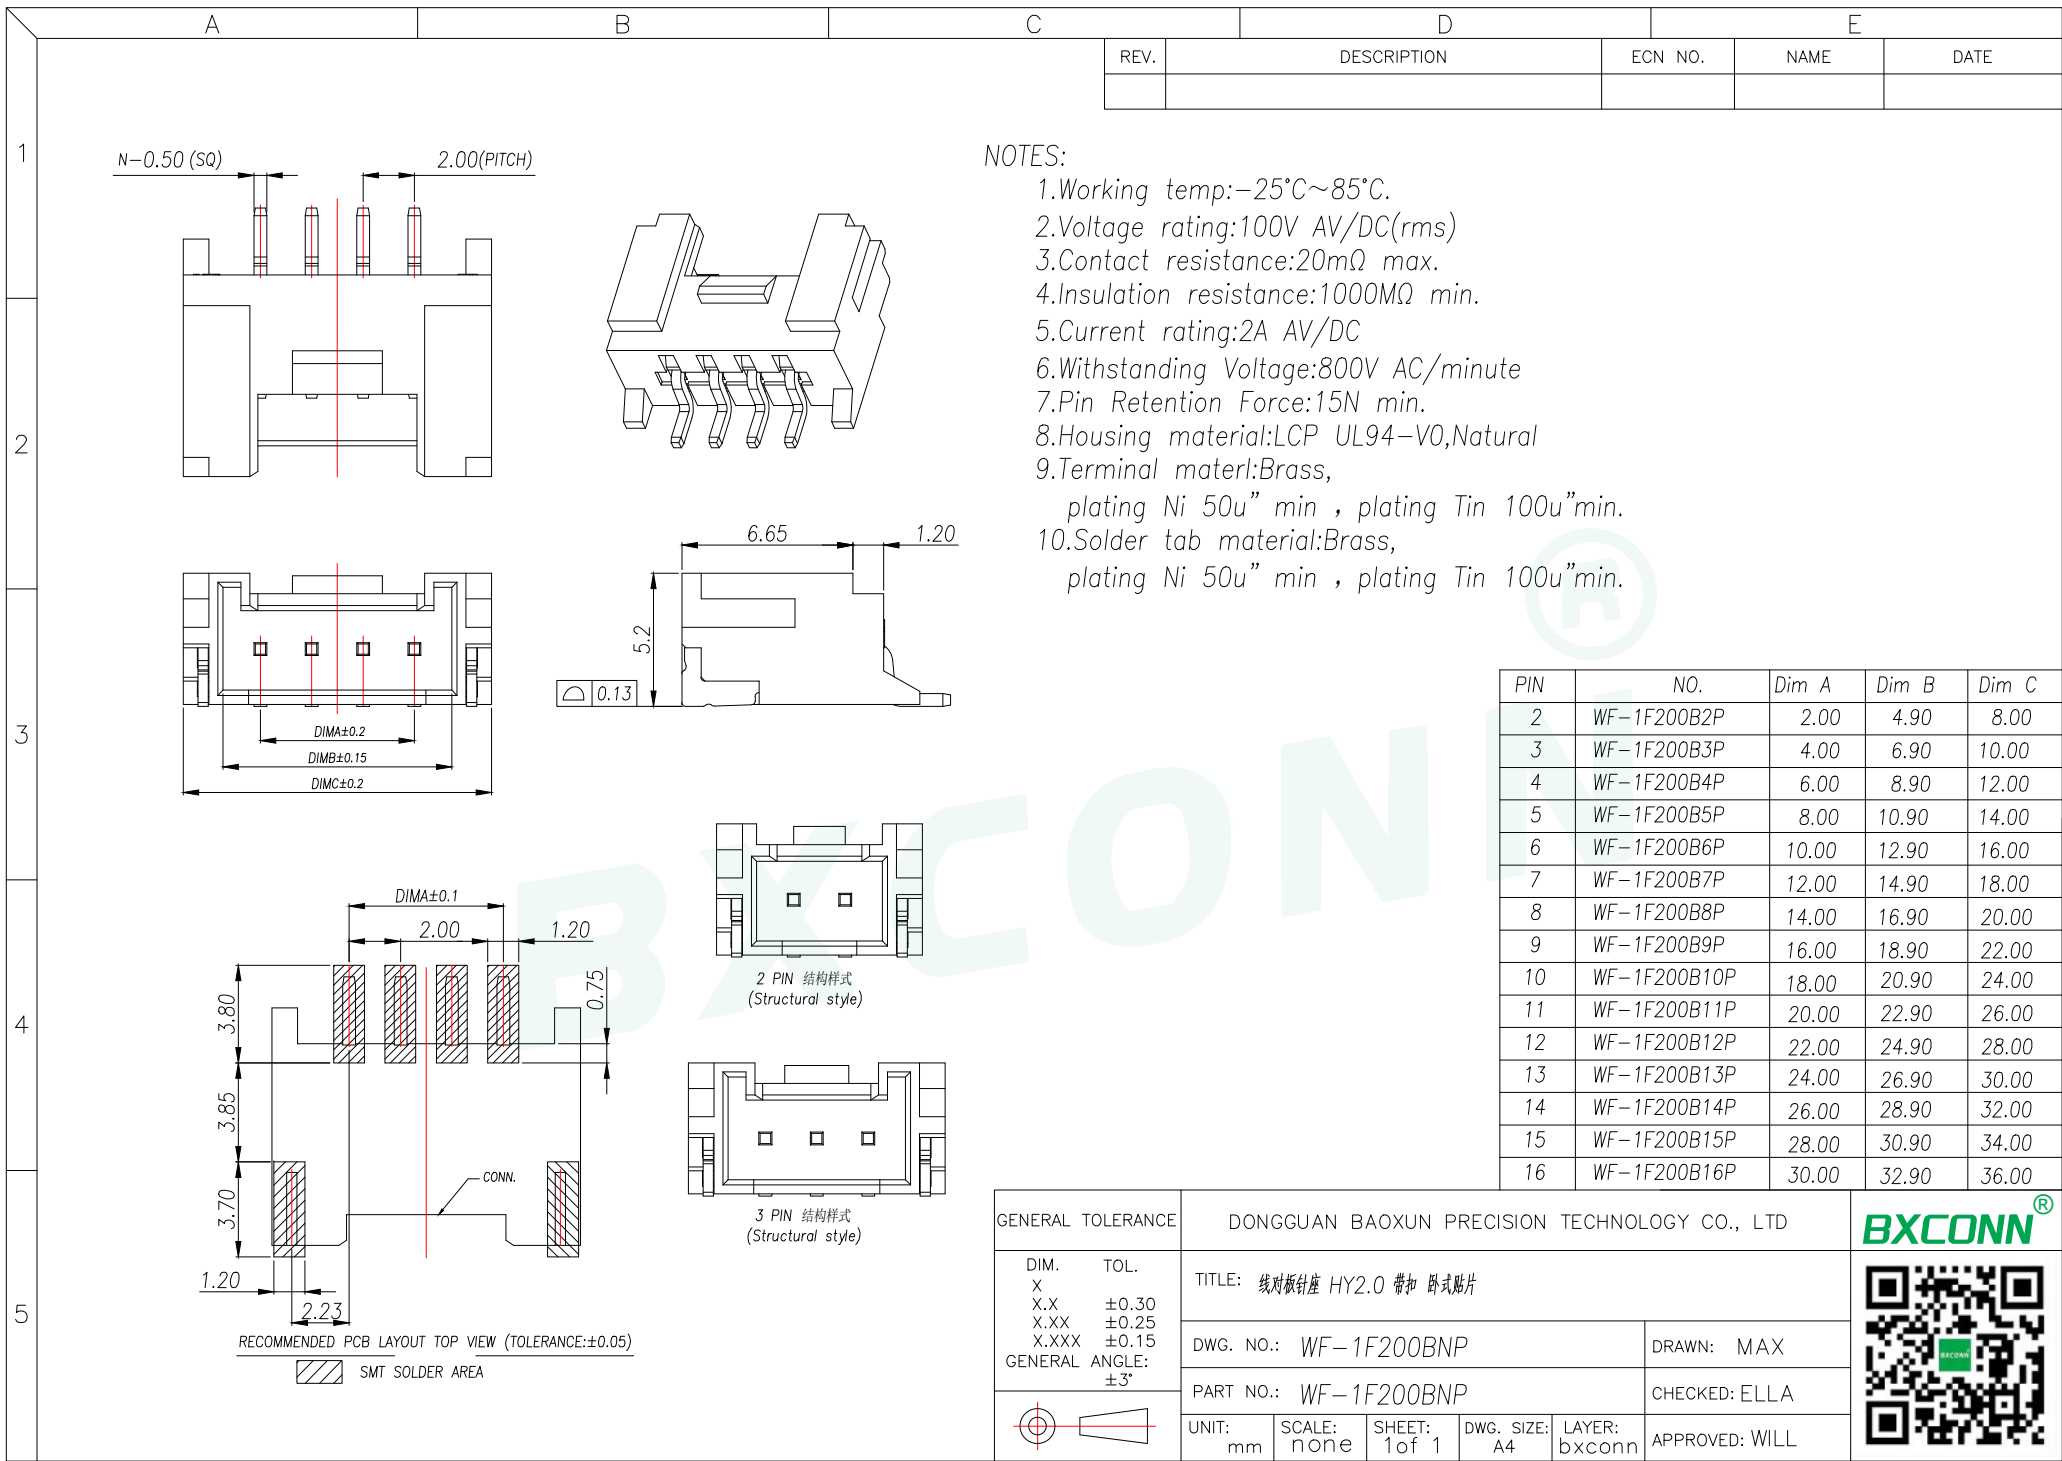 A B C D E
REV. DESCRIPTION ECN NO. NAME DATE
1
2
3
4
5
N-0.50(SQ)
2.00(PITCH)
NOTES:
1.Working temp:-25°C~85°C.
2.Voltage rating:100V AV/DC(rms)
3.Contact resistance:20mΩ max.
4.Insulation resistance:1000MΩ min.
5.Current rating:2A AV/DC
6.Withstanding Voltage:800V AC/minute
7.Pin Retention Force:15N min.
8.Housing material:LCP UL94-V0,Natural
9.Terminal materl:Brass,
plating Ni 50u" min , plating Tin 100u"min.
10.Solder tab material:Brass,
plating Ni 50u" min , plating Tin 100u"min.
6.65
1.20
5.2
0.13
DIMA±0.2
DIMB±0.15
DIMC±0.2
BXCONN®
PIN NO. Dim A Dim B Dim C
2 WF-1F200B2P 2.00 4.90 8.00
3 WF-1F200B3P 4.00 6.90 10.00
4 WF-1F200B4P 6.00 8.90 12.00
5 WF-1F200B5P 8.00 10.90 14.00
6 WF-1F200B6P 10.00 12.90 16.00
7 WF-1F200B7P 12.00 14.90 18.00
8 WF-1F200B8P 14.00 16.90 20.00
9 WF-1F200B9P 16.00 18.90 22.00
10 WF-1F200B10P 18.00 20.90 24.00
11 WF-1F200B11P 20.00 22.90 26.00
12 WF-1F200B12P 22.00 24.90 28.00
13 WF-1F200B13P 24.00 26.90 30.00
14 WF-1F200B14P 26.00 28.90 32.00
15 WF-1F200B15P 28.00 30.90 34.00
16 WF-1F200B16P 30.00 32.90 36.00
DIMA±0.1
2.00
1.20
0.75
3.80
3.85
3.70
1.20
2.23
CONN.
RECOMMENDED PCB LAYOUT TOP VIEW (TOLERANCE:±0.05)
SMT SOLDER AREA
2 PIN 结构样式
(Structural style)
3 PIN 结构样式
(Structural style)
GENERAL TOLERANCE
DIM. TOL.
X
X.X ±0.30
X.XX ±0.25
X.XXX ±0.15
GENERAL ANGLE:
±3°
DONGGUAN BAOXUN PRECISION TECHNOLOGY CO., LTD
TITLE: 线对板针座 HY2.0 带扣 卧式贴片
DWG. NO.: WF-1F200BNP
DRAWN: MAX
PART NO.: WF-1F200BNP
CHECKED: ELLA
UNIT: mm
SCALE: none
SHEET: 1of 1
DWG. SIZE: A4
LAYER: bxconn
APPROVED: WILL
BXCONN®
BXCONN